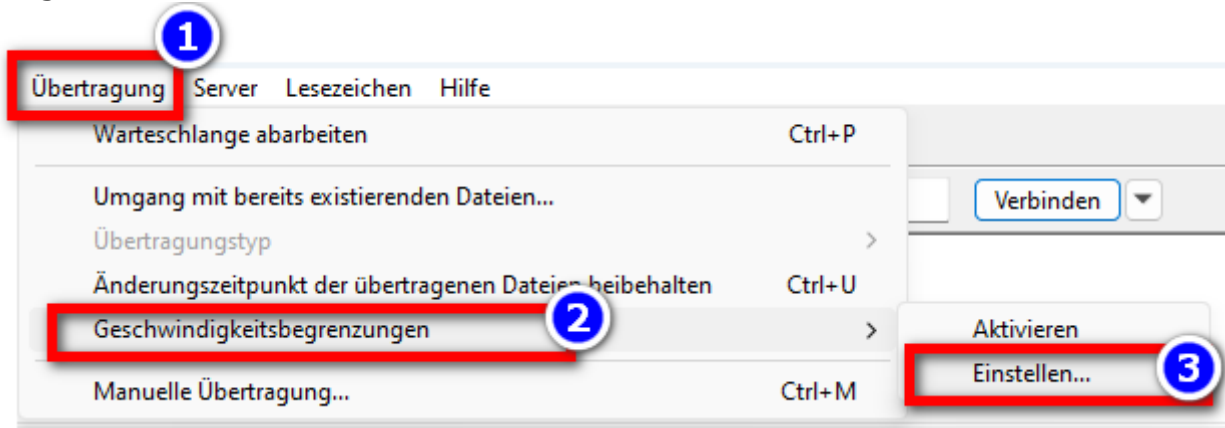 1
Übertragung Server Lesezeichen Hilfe
Warteschlange abarbeiten Ctrl+P
Umgang mit bereits existierenden Dateien...
Verbinden
Übertragungstyp >
Änderungszeitpunkt der übertragenen Dateien beibehalten Ctrl+U
2
Geschwindigkeitsbegrenzungen >
Aktivieren
Einstellen...
3
Manuelle Übertragung... Ctrl+M